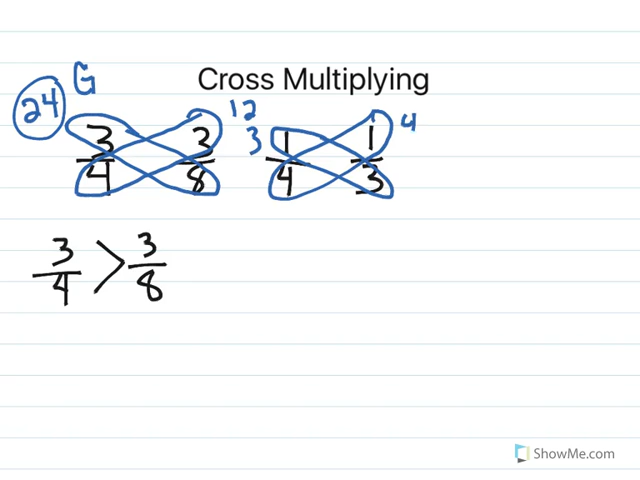 24 G Cross Multiplying
12 4
3/4 3/8 3 1/4 1/3
3/4 > 3/8
ShowMe.com